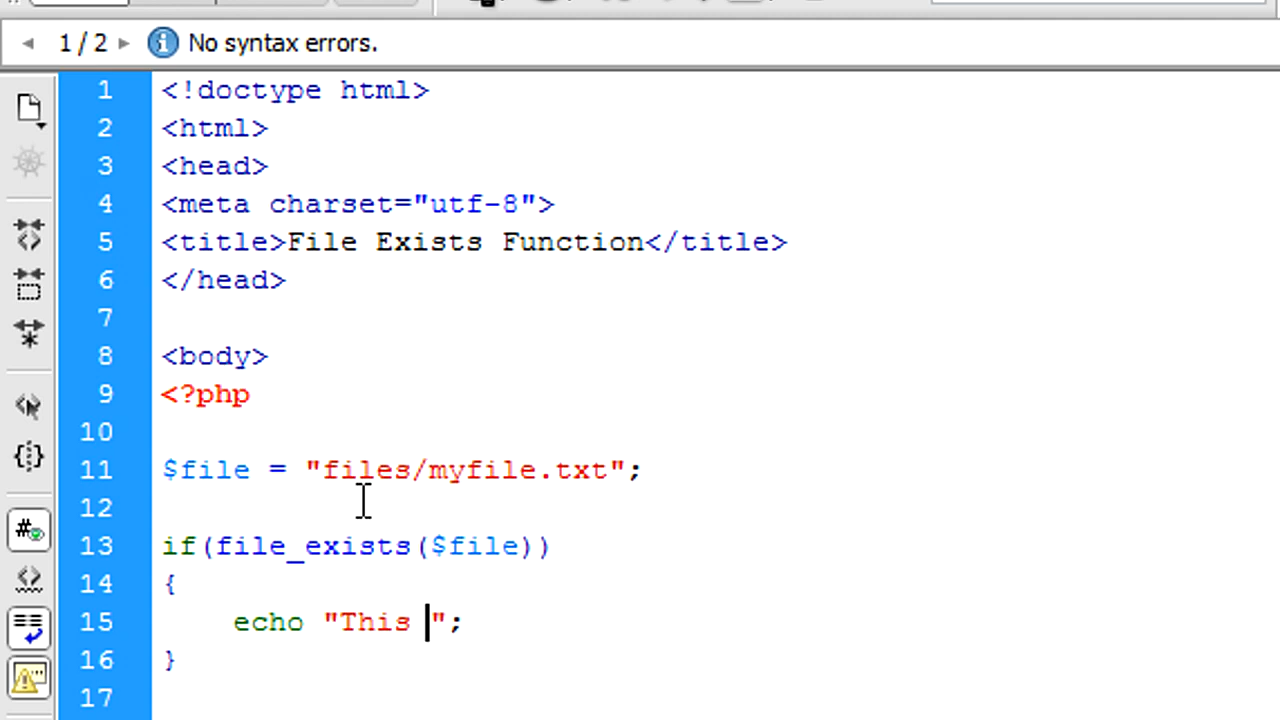 1 / 2 No syntax errors.
1 <!doctype html>
2 <html>
3 <head>
4 <meta charset="utf-8">
5 <title>File Exists Function</title>
6 </head>
7
8 <body>
9 <?php
10
11 $file = "files/myfile.txt";
12
13 if(file_exists($file))
14 {
15 echo "This ";
16 }
17